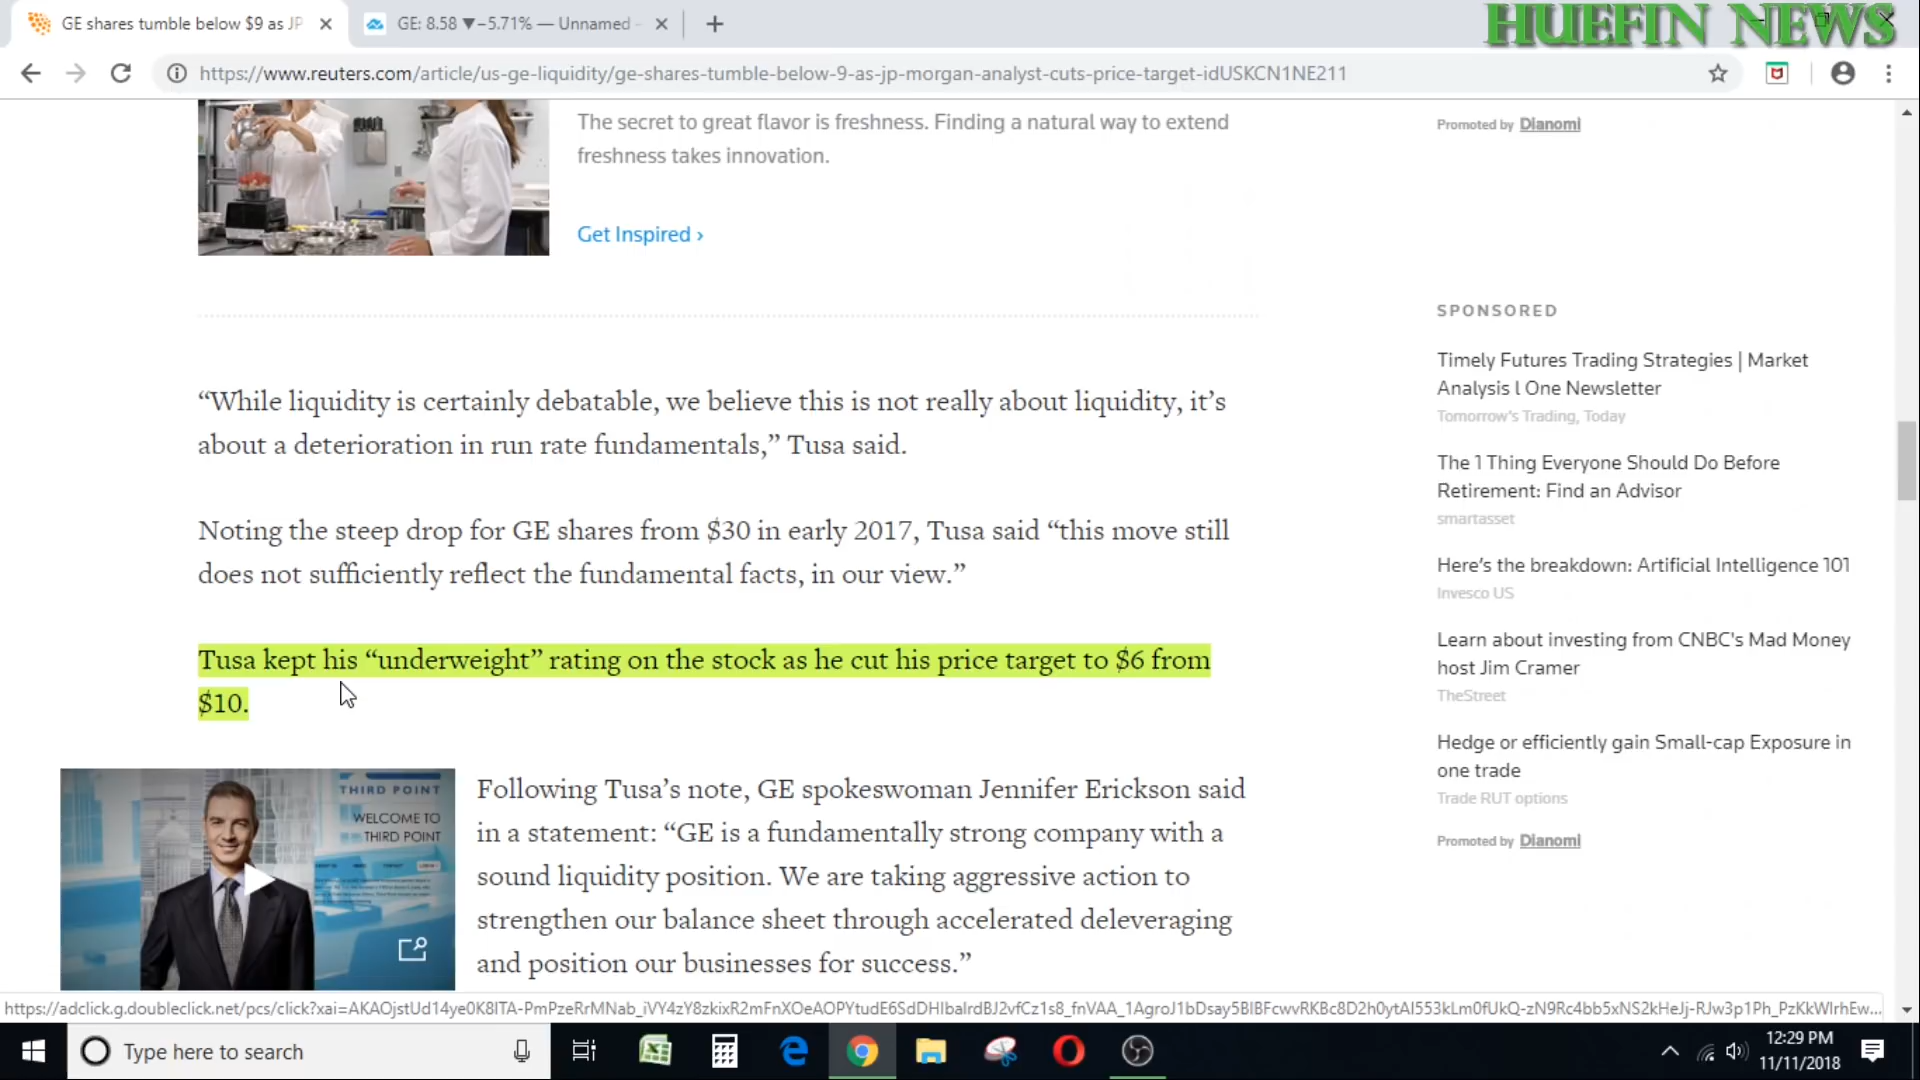 GE shares tumble below $9 as JP
GE: 8.58 ▼−5.71% — Unnamed
HUEFIN NEWS
https://www.reuters.com/article/us-ge-liquidity/ge-shares-tumble-below-9-as-jp-morgan-analyst-cuts-price-target-idUSKCN1NE211
The secret to great flavor is freshness. Finding a natural way to extend
freshness takes innovation.
Get Inspired ›
Promoted by Dianomi
“While liquidity is certainly debatable, we believe this is not really about liquidity, it’s
about a deterioration in run rate fundamentals,” Tusa said.
Noting the steep drop for GE shares from $30 in early 2017, Tusa said “this move still
does not sufficiently reflect the fundamental facts, in our view.”
Tusa kept his “underweight” rating on the stock as he cut his price target to $6 from
$10.
THIRD POINT
WELCOME TO
THIRD POINT
Following Tusa’s note, GE spokeswoman Jennifer Erickson said
in a statement: “GE is a fundamentally strong company with a
sound liquidity position. We are taking aggressive action to
strengthen our balance sheet through accelerated deleveraging
and position our businesses for success.”
SPONSORED
Timely Futures Trading Strategies | Market
Analysis l One Newsletter
Tomorrow's Trading, Today
The 1 Thing Everyone Should Do Before
Retirement: Find an Advisor
smartasset
Here's the breakdown: Artificial Intelligence 101
Invesco US
Learn about investing from CNBC's Mad Money
host Jim Cramer
TheStreet
Hedge or efficiently gain Small-cap Exposure in
one trade
Trade RUT options
Promoted by Dianomi
Type here to search
12:29 PM
11/11/2018